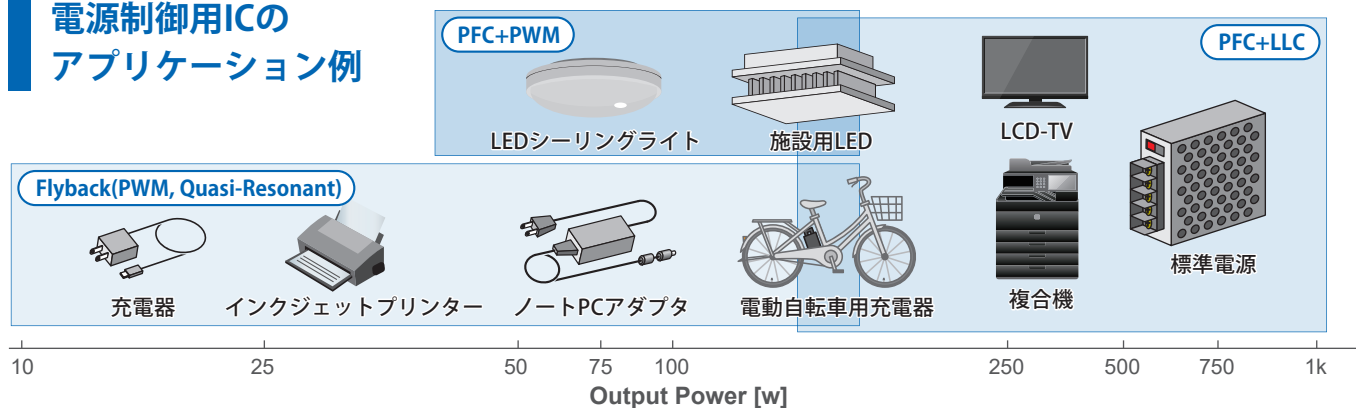 電源制御用ICの
アプリケーション例
PFC+PWM
PFC+LLC
LEDシーリングライト
施設用LED
LCD-TV
Flyback(PWM, Quasi-Resonant)
標準電源
充電器
インクジェットプリンター
ノートPCアダプタ
電動自転車用充電器
複合機
10 25 50 75 100 250 500 750 1k
Output Power [w]